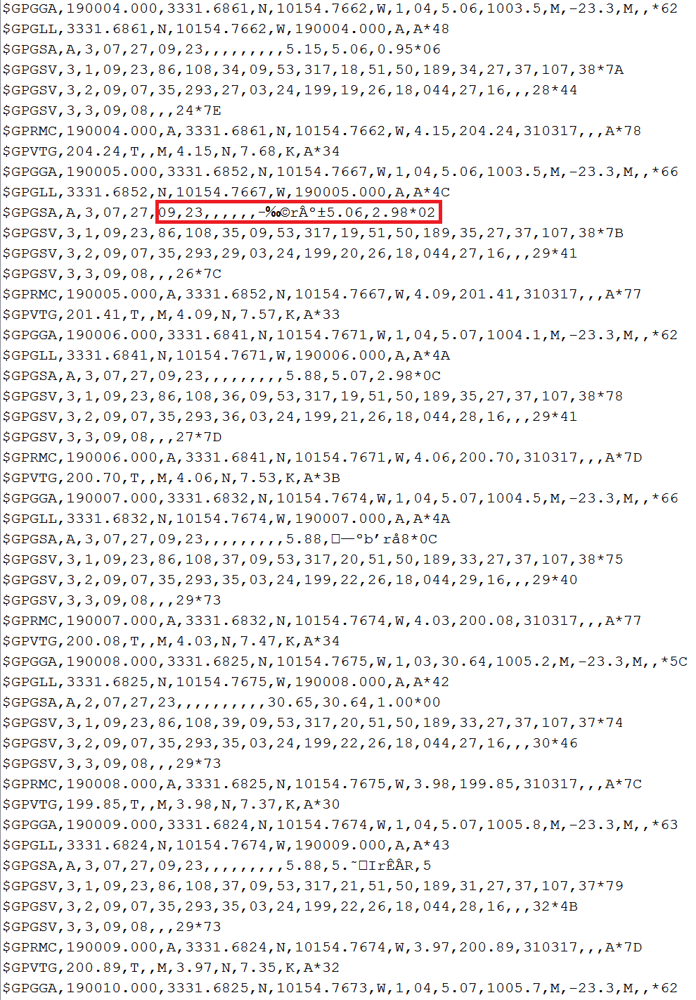 $GPGGA,190004.000,3331.6861,N,10154.7662,W,1,04,5.06,1003.5,M,-23.3,M,,*62
$GPGLL,3331.6861,N,10154.7662,W,190004.000,A,A*48
$GPGSA,A,3,07,27,09,23,,,,,,,,,5.15,5.06,0.95*06
$GPGSV,3,1,09,23,86,108,34,09,53,317,18,51,50,189,34,27,37,107,38*7A
$GPGSV,3,2,09,07,35,293,27,03,24,199,19,26,18,044,27,16,,,28*44
$GPGSV,3,3,09,08,,,24*7E
$GPRMC,190004.000,A,3331.6861,N,10154.7662,W,4.15,204.24,310317,,,A*78
$GPVTG,204.24,T,,M,4.15,N,7.68,K,A*34
$GPGGA,190005.000,3331.6852,N,10154.7667,W,1,04,5.06,1003.5,M,-23.3,M,,*66
$GPGLL,3331.6852,N,10154.7667,W,190005.000,A,A*4C
$GPGSA,A,3,07,27,09,23,,,,,,–‰©rÂº±5.06,2.98*02
$GPGSV,3,1,09,23,86,108,35,09,53,317,19,51,50,189,35,27,37,107,38*7B
$GPGSV,3,2,09,07,35,293,29,03,24,199,20,26,18,044,27,16,,,29*41
$GPGSV,3,3,09,08,,,26*7C
$GPRMC,190005.000,A,3331.6852,N,10154.7667,W,4.09,201.41,310317,,,A*77
$GPVTG,201.41,T,,M,4.09,N,7.57,K,A*33
$GPGGA,190006.000,3331.6841,N,10154.7671,W,1,04,5.07,1004.1,M,-23.3,M,,*62
$GPGLL,3331.6841,N,10154.7671,W,190006.000,A,A*4A
$GPGSA,A,3,07,27,09,23,,,,,,,,,5.88,5.07,2.98*0C
$GPGSV,3,1,09,23,86,108,36,09,53,317,19,51,50,189,35,27,37,107,38*78
$GPGSV,3,2,09,07,35,293,36,03,24,199,21,26,18,044,28,16,,,29*41
$GPGSV,3,3,09,08,,,27*7D
$GPRMC,190006.000,A,3331.6841,N,10154.7671,W,4.06,200.70,310317,,,A*7D
$GPVTG,200.70,T,,M,4.06,N,7.53,K,A*3B
$GPGGA,190007.000,3331.6832,N,10154.7674,W,1,04,5.07,1004.5,M,-23.3,M,,*66
$GPGLL,3331.6832,N,10154.7674,W,190007.000,A,A*4A
$GPGSA,A,3,07,27,09,23,,,,,,,,,5.88,□—ºb’rå8*0C
$GPGSV,3,1,09,23,86,108,37,09,53,317,20,51,50,189,33,27,37,107,38*75
$GPGSV,3,2,09,07,35,293,35,03,24,199,22,26,18,044,29,16,,,29*40
$GPGSV,3,3,09,08,,,29*73
$GPRMC,190007.000,A,3331.6832,N,10154.7674,W,4.03,200.08,310317,,,A*77
$GPVTG,200.08,T,,M,4.03,N,7.47,K,A*34
$GPGGA,190008.000,3331.6825,N,10154.7675,W,1,03,30.64,1005.2,M,-23.3,M,,*5C
$GPGLL,3331.6825,N,10154.7675,W,190008.000,A,A*42
$GPGSA,A,2,07,27,23,,,,,,,,,,30.65,30.64,1.00*00
$GPGSV,3,1,09,23,86,108,39,09,53,317,20,51,50,189,33,27,37,107,37*74
$GPGSV,3,2,09,07,35,293,35,03,24,199,22,26,18,044,27,16,,,30*46
$GPGSV,3,3,09,08,,,29*73
$GPRMC,190008.000,A,3331.6825,N,10154.7675,W,3.98,199.85,310317,,,A*7C
$GPVTG,199.85,T,,M,3.98,N,7.37,K,A*30
$GPGGA,190009.000,3331.6824,N,10154.7674,W,1,04,5.07,1005.8,M,-23.3,M,,*63
$GPGLL,3331.6824,N,10154.7674,W,190009.000,A,A*43
$GPGSA,A,3,07,27,09,23,,,,,,,,,5.88,5.˜□IrÊÂR,5
$GPGSV,3,1,09,23,86,108,37,09,53,317,21,51,50,189,31,27,37,107,37*79
$GPGSV,3,2,09,07,35,293,35,03,24,199,22,26,18,044,28,16,,,32*4B
$GPGSV,3,3,09,08,,,29*73
$GPRMC,190009.000,A,3331.6824,N,10154.7674,W,3.97,200.89,310317,,,A*7D
$GPVTG,200.89,T,,M,3.97,N,7.35,K,A*32
$GPGGA,190010.000,3331.6825,N,10154.7673,W,1,04,5.07,1005.7,M,-23.3,M,,*62